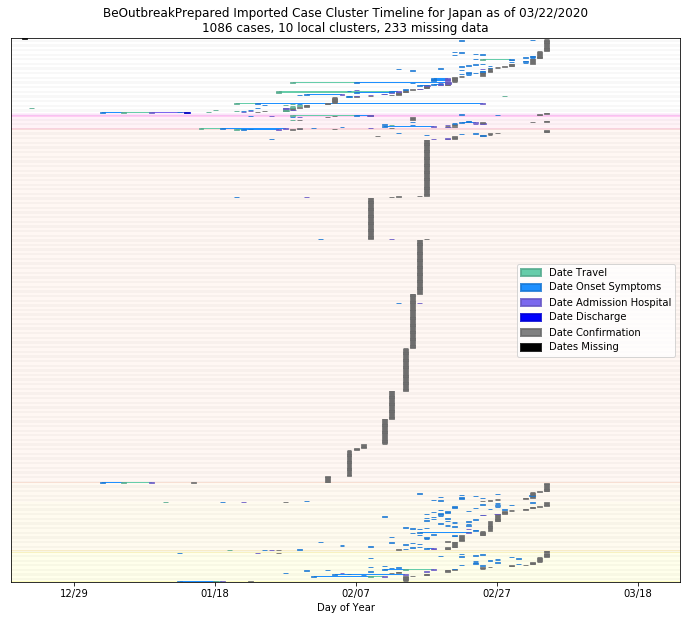 BeOutbreakPrepared Imported Case Cluster Timeline for Japan as of 03/22/2020
1086 cases, 10 local clusters, 233 missing data
Date Travel
Date Onset Symptoms
Date Admission Hospital
Date Discharge
Date Confirmation
Dates Missing
12/29 01/18 02/07 02/27 03/18
Day of Year